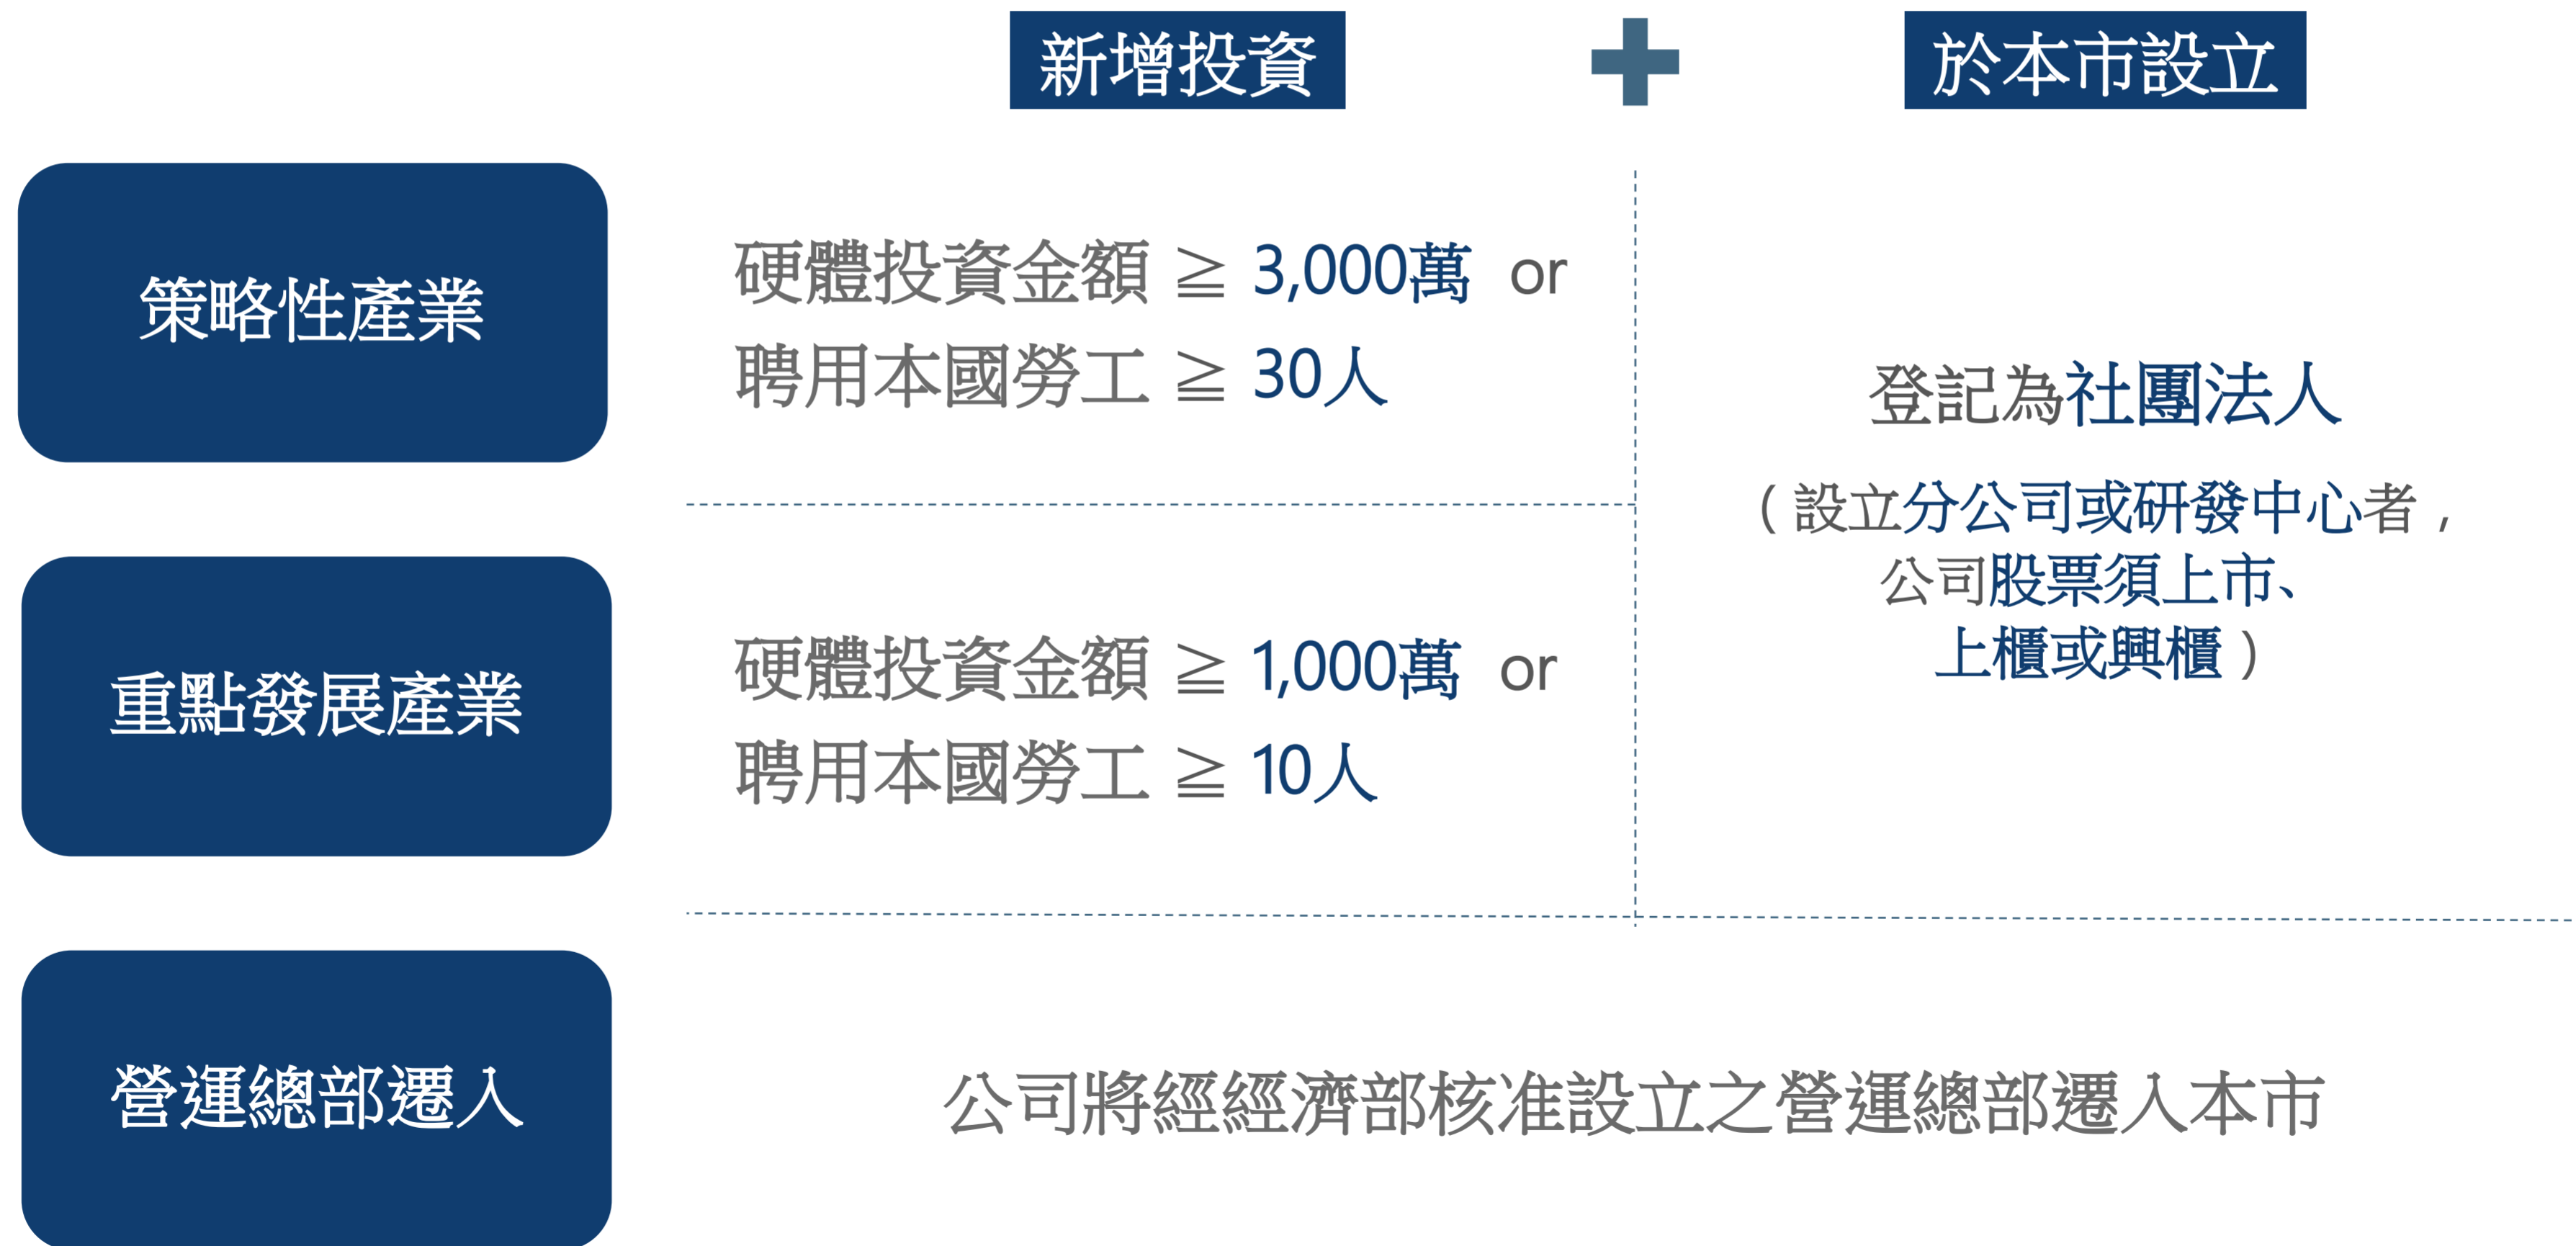 新增投資
於本市設立
策略性產業
硬體投資金額 ≧ 3,000萬 or
聘用本國勞工 ≧ 30人
重點發展產業
硬體投資金額 ≧ 1,000萬 or
聘用本國勞工 ≧ 10人
登記為社團法人
(設立分公司或研發中心者,
公司股票須上市、
上櫃或興櫃)
營運總部遷入
公司將經經濟部核准設立之營運總部遷入本市